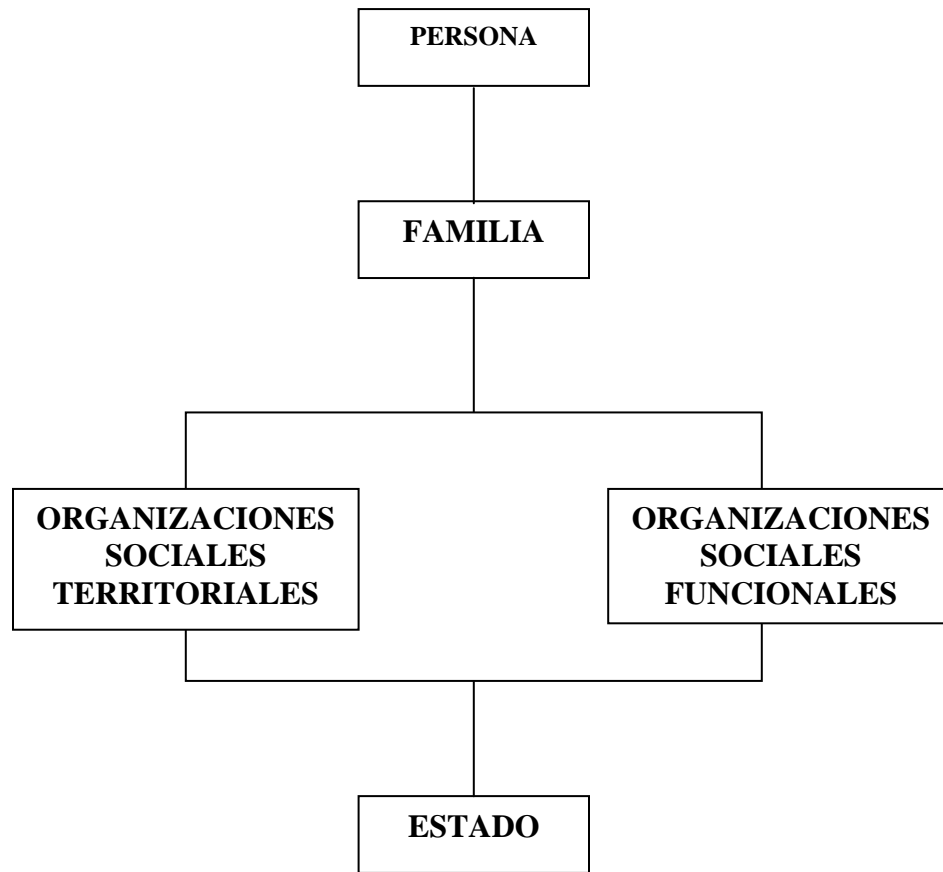 PERSONA
FAMILIA
ORGANIZACIONES
SOCIALES
TERRITORIALES
ORGANIZACIONES
SOCIALES
FUNCIONALES
ESTADO